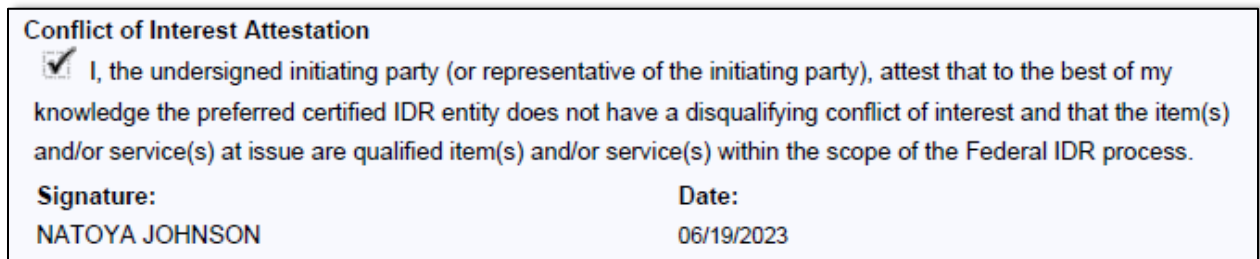 Conflict of Interest Attestation
I, the undersigned initiating party (or representative of the initiating party), attest that to the best of my
knowledge the preferred certified IDR entity does not have a disqualifying conflict of interest and that the item(s)
and/or service(s) at issue are qualified item(s) and/or service(s) within the scope of the Federal IDR process.
Signature: Date:
NATOYA JOHNSON 06/19/2023